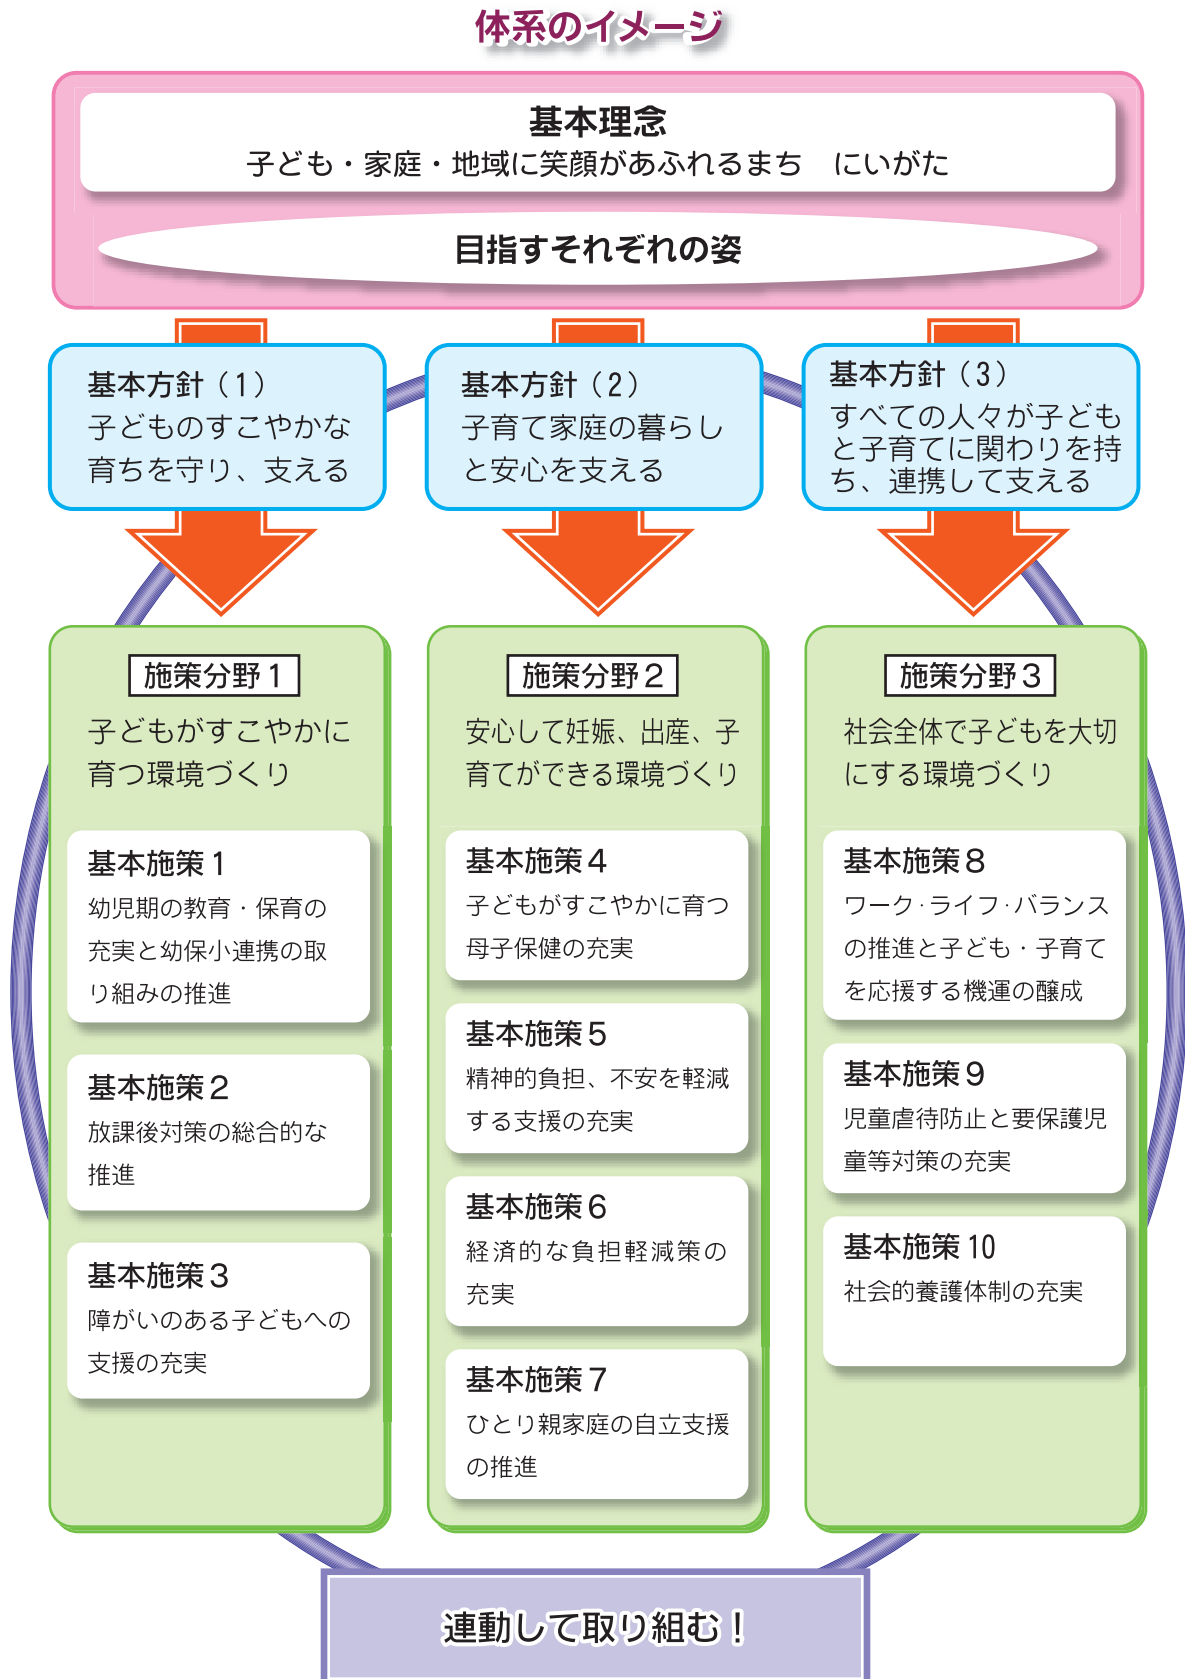 体系のイメージ
基本理念
子ども・家庭・地域に笑顔があふれるまち　にいがた
目指すそれぞれの姿
基本方針（1）
子どものすこやかな
育ちを守り、支える
基本方針（2）
子育て家庭の暮らし
と安心を支える
基本方針（3）
すべての人々が子ども
と子育てに関わりを持
ち、連携して支える
施策分野1
子どもがすこやかに
育つ環境づくり
基本施策1
幼児期の教育・保育の
充実と幼保小連携の取
り組みの推進
基本施策2
放課後対策の総合的な
推進
基本施策3
障がいのある子どもへの
支援の充実
施策分野2
安心して妊娠、出産、子
育てができる環境づくり
基本施策4
子どもがすこやかに育つ
母子保健の充実
基本施策5
精神的負担、不安を軽減
する支援の充実
基本施策6
経済的な負担軽減策の
充実
基本施策7
ひとり親家庭の自立支援
の推進
施策分野3
社会全体で子どもを大切
にする環境づくり
基本施策8
ワーク・ライフ・バランス
の推進と子ども・子育て
を応援する機運の醸成
基本施策9
児童虐待防止と要保護児
童等対策の充実
基本施策10
社会的養護体制の充実
連動して取り組む！